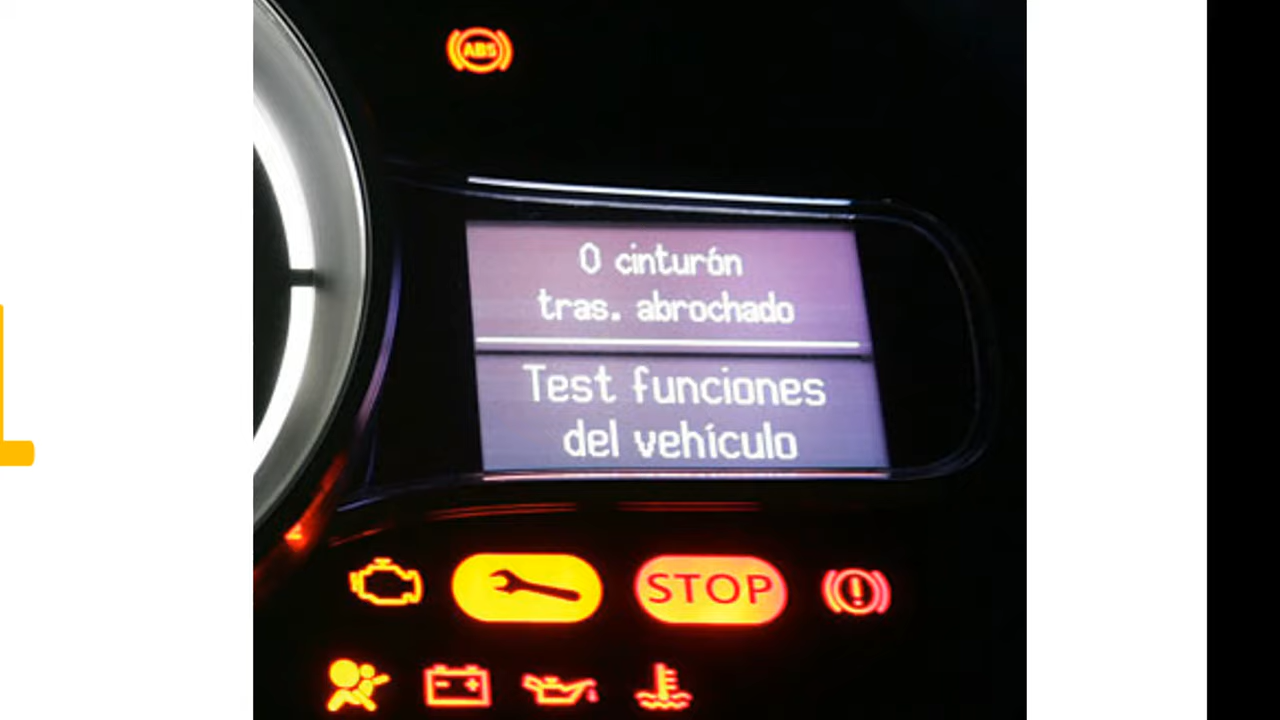 ABS
0 cinturón
tras. abrochado
Test funciones
del vehículo
STOP